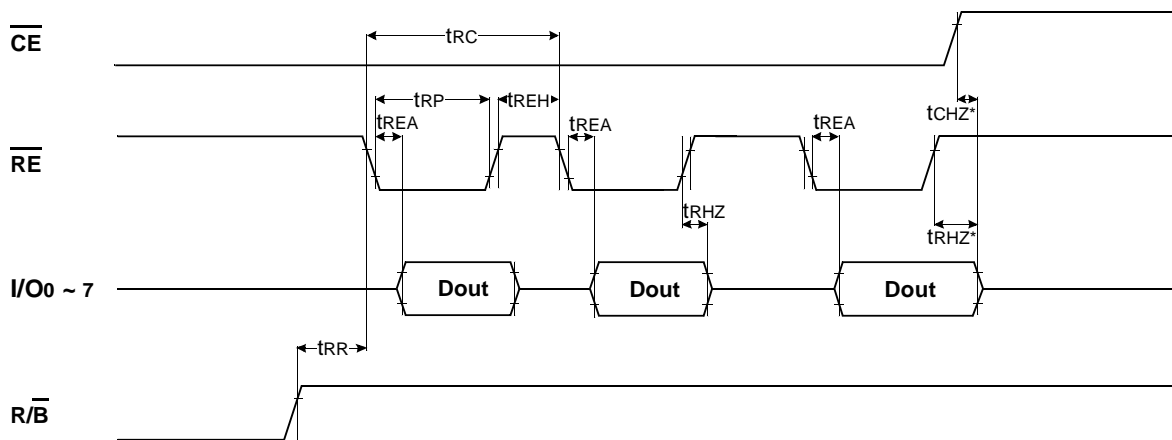 CE
tRC
tRP
tREH
tCHZ*
tREA
tREA
tREA
RE
tRHZ
tRHZ*
I/O0 ~ 7
Dout
Dout
Dout
tRR
R/B